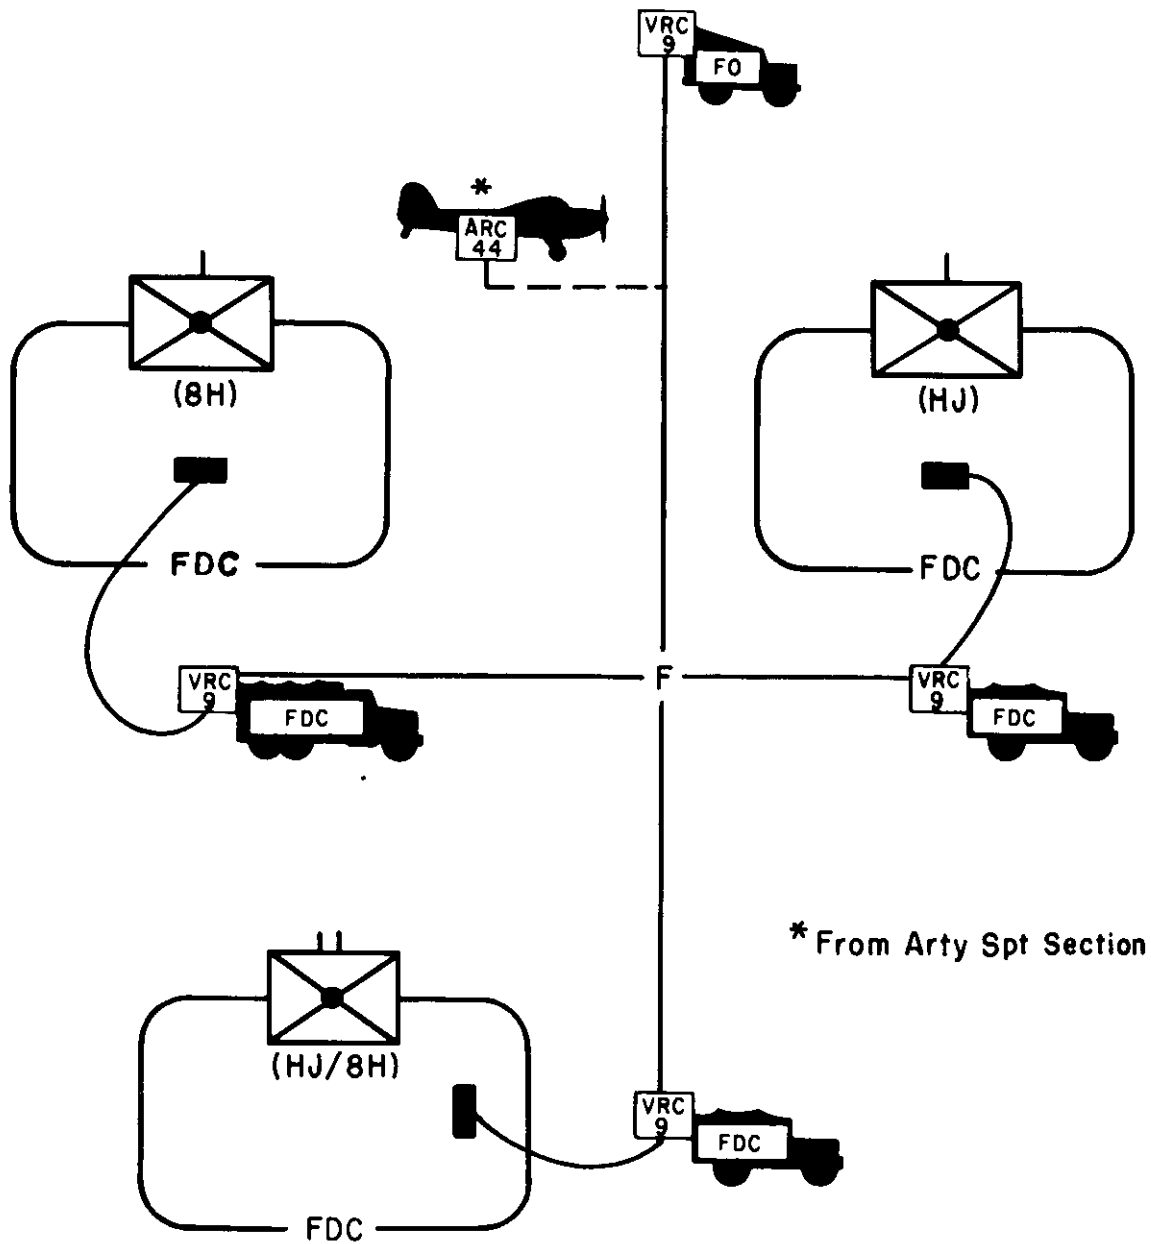 VRC
9
FO
*
ARC
44
(8H)
(HJ)
FDC
FDC
VRC
9
FDC
F
VRC
9
FDC
* From Arty Spt Section
(HJ/8H)
VRC
9
FDC
FDC